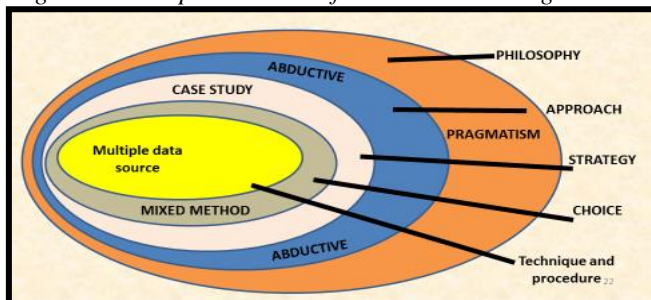 ABDUCTIVE
PHILOSOPHY
CASE STUDY
APPROACH
PRAGMATISM
Multiple data
source
STRATEGY
MIXED METHOD
CHOICE
ABDUCTIVE
Technique and
procedure 22